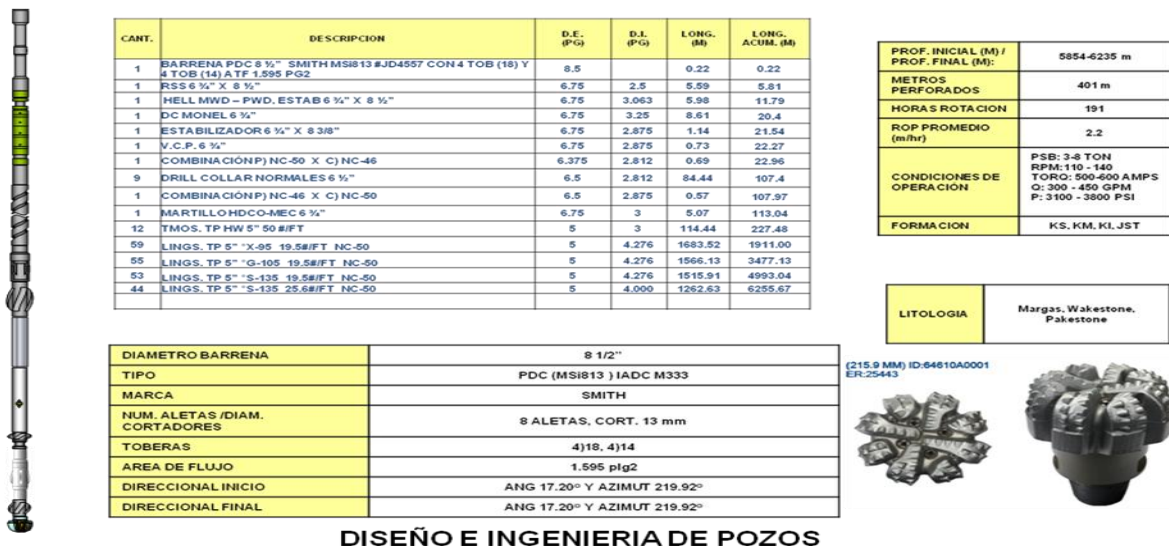 CANT. DESCRIPCION D.E. (PG) D.I. (PG) LONG. (M) LONG. ACUM. (M)
1 BARRENA PDC 8 ½" SMITH MSi813 #JD4557 CON 4 TOB (18) Y 4 TOB (14) ATF 1.595 PG2 8.5 0.22 0.22
1 RSS 6 ¾" X 8 ½" 6.75 2.5 5.59 5.81
1 HELL MWD – PWD, ESTAB 6 ¾" X 8 ½" 6.75 3.063 5.98 11.79
1 DC MONEL 6 ¾" 6.75 3.25 8.61 20.4
1 ESTABILIZADOR 6 ¾" X 8 3/8" 6.75 2.875 1.14 21.54
1 V.C.P. 6 ¾" 6.75 2.875 0.73 22.27
1 COMBINACIÓN P) NC-50 X C) NC-46 6.375 2.812 0.69 22.96
9 DRILL COLLAR NORMALES 6 ½" 6.5 2.812 84.44 107.4
1 COMBINACIÓN P) NC-46 X C) NC-50 6.5 2.875 0.57 107.97
1 MARTILLO HDCO-MEC 6 ¾" 6.75 3 5.07 113.04
12 TMOS. TP HW 5" 50 #/FT 5 3 114.44 227.48
59 LINGS. TP 5" "X-95 19.5#/FT NC-50 5 4.276 1683.52 1911.00
55 LINGS. TP 5" "G-105 19.5#/FT NC-50 5 4.276 1566.13 3477.13
53 LINGS. TP 5" "S-135 19.5#/FT NC-50 5 4.276 1515.91 4993.04
44 LINGS. TP 5" "S-135 25.6#/FT NC-50 5 4.000 1262.63 6255.67
PROF. INICIAL (M) / PROF. FINAL (M): 5854-6235 m
METROS PERFORADOS 401 m
HORAS ROTACION 191
ROP PROMEDIO (m/hr) 2.2
CONDICIONES DE OPERACIÓN
PSB: 3-8 TON
RPM: 110 - 140
TORQ: 500-600 AMPS
Q: 300 - 450 GPM
P: 3100 - 3800 PSI
FORMACION KS, KM, KI, JST
LITOLOGIA Margas, Wakestone, Pakestone
DIAMETRO BARRENA 8 1/2"
TIPO PDC (MSi813 ) IADC M333
MARCA SMITH
NUM. ALETAS /DIAM. CORTADORES 8 ALETAS, CORT. 13 mm
TOBERAS 4)18, 4)14
AREA DE FLUJO 1.595 plg2
DIRECCIONAL INICIO ANG 17.20º Y AZIMUT 219.92º
DIRECCIONAL FINAL ANG 17.20º Y AZIMUT 219.92º
(215.9 MM) ID:64610A0001
ER:25443
DISEÑO E INGENIERIA DE POZOS